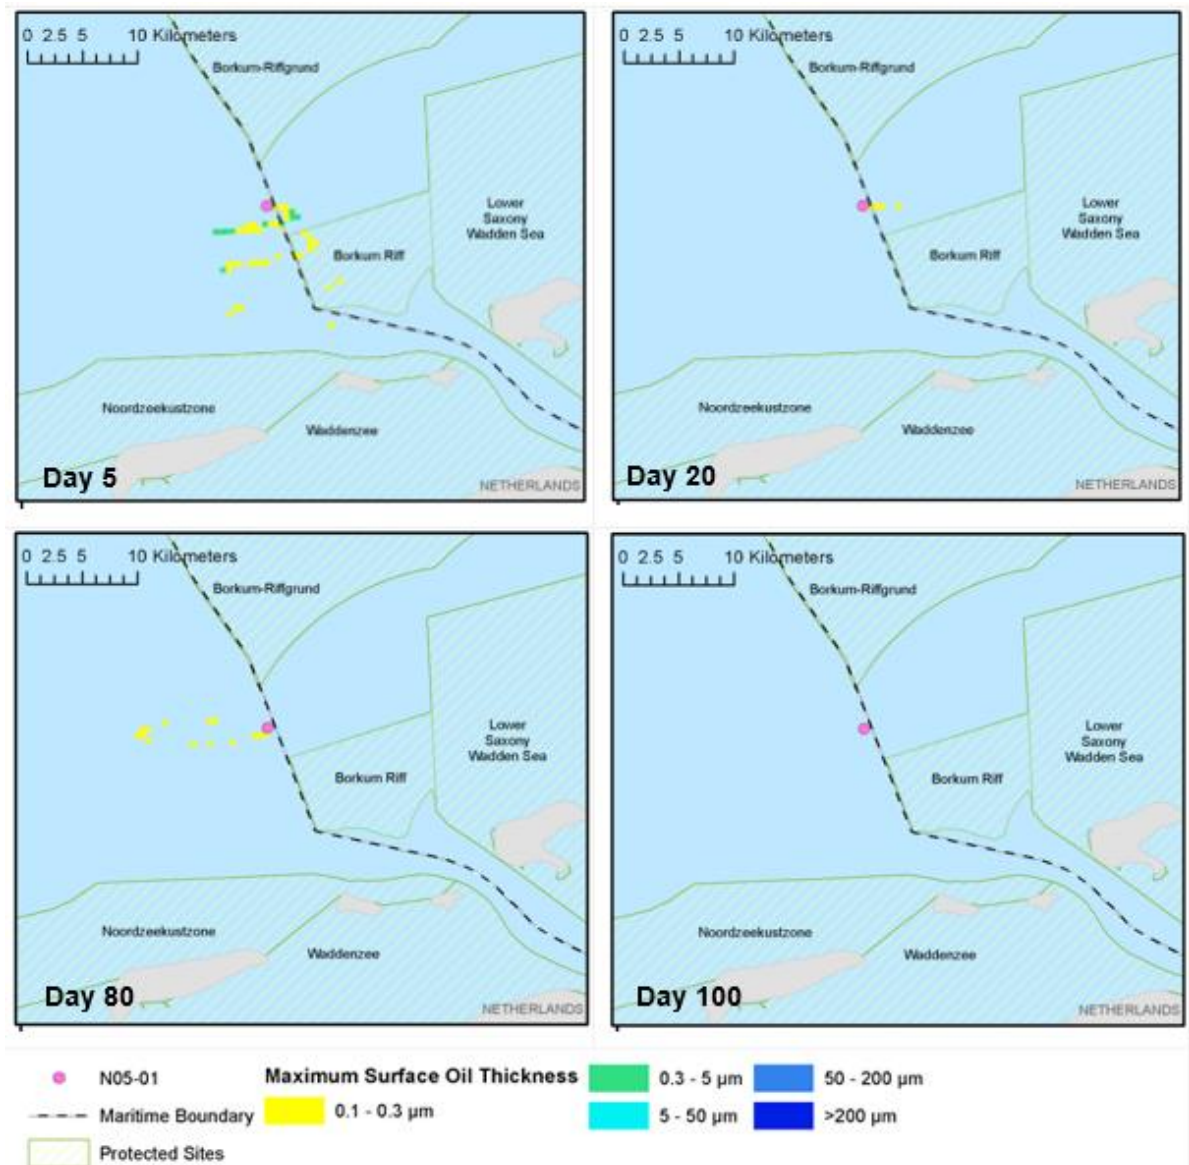 0 2.5 5 10 Kilometers
Borkum-Riffgrund
Lower
Saxony
Wadden Sea
Borkum Riff
Noordzeekustzone
Waddenzee
Day 5
NETHERLANDS
0 2.5 5 10 Kilometers
Borkum-Riffgrund
Lower
Saxony
Wadden Sea
Borkum Riff
Noordzeekustzone
Waddenzee
Day 20
NETHERLANDS
0 2.5 5 10 Kilometers
Borkum-Riffgrund
Lower
Saxony
Wadden Sea
Borkum Riff
Noordzeekustzone
Waddenzee
Day 80
NETHERLANDS
0 2.5 5 10 Kilometers
Borkum-Riffgrund
Lower
Saxony
Wadden Sea
Borkum Riff
Noordzeekustzone
Waddenzee
Day 100
NETHERLANDS
N05-01
Maritime Boundary
Protected Sites
Maximum Surface Oil Thickness
0.1 - 0.3 µm
0.3 - 5 µm
5 - 50 µm
50 - 200 µm
>200 µm